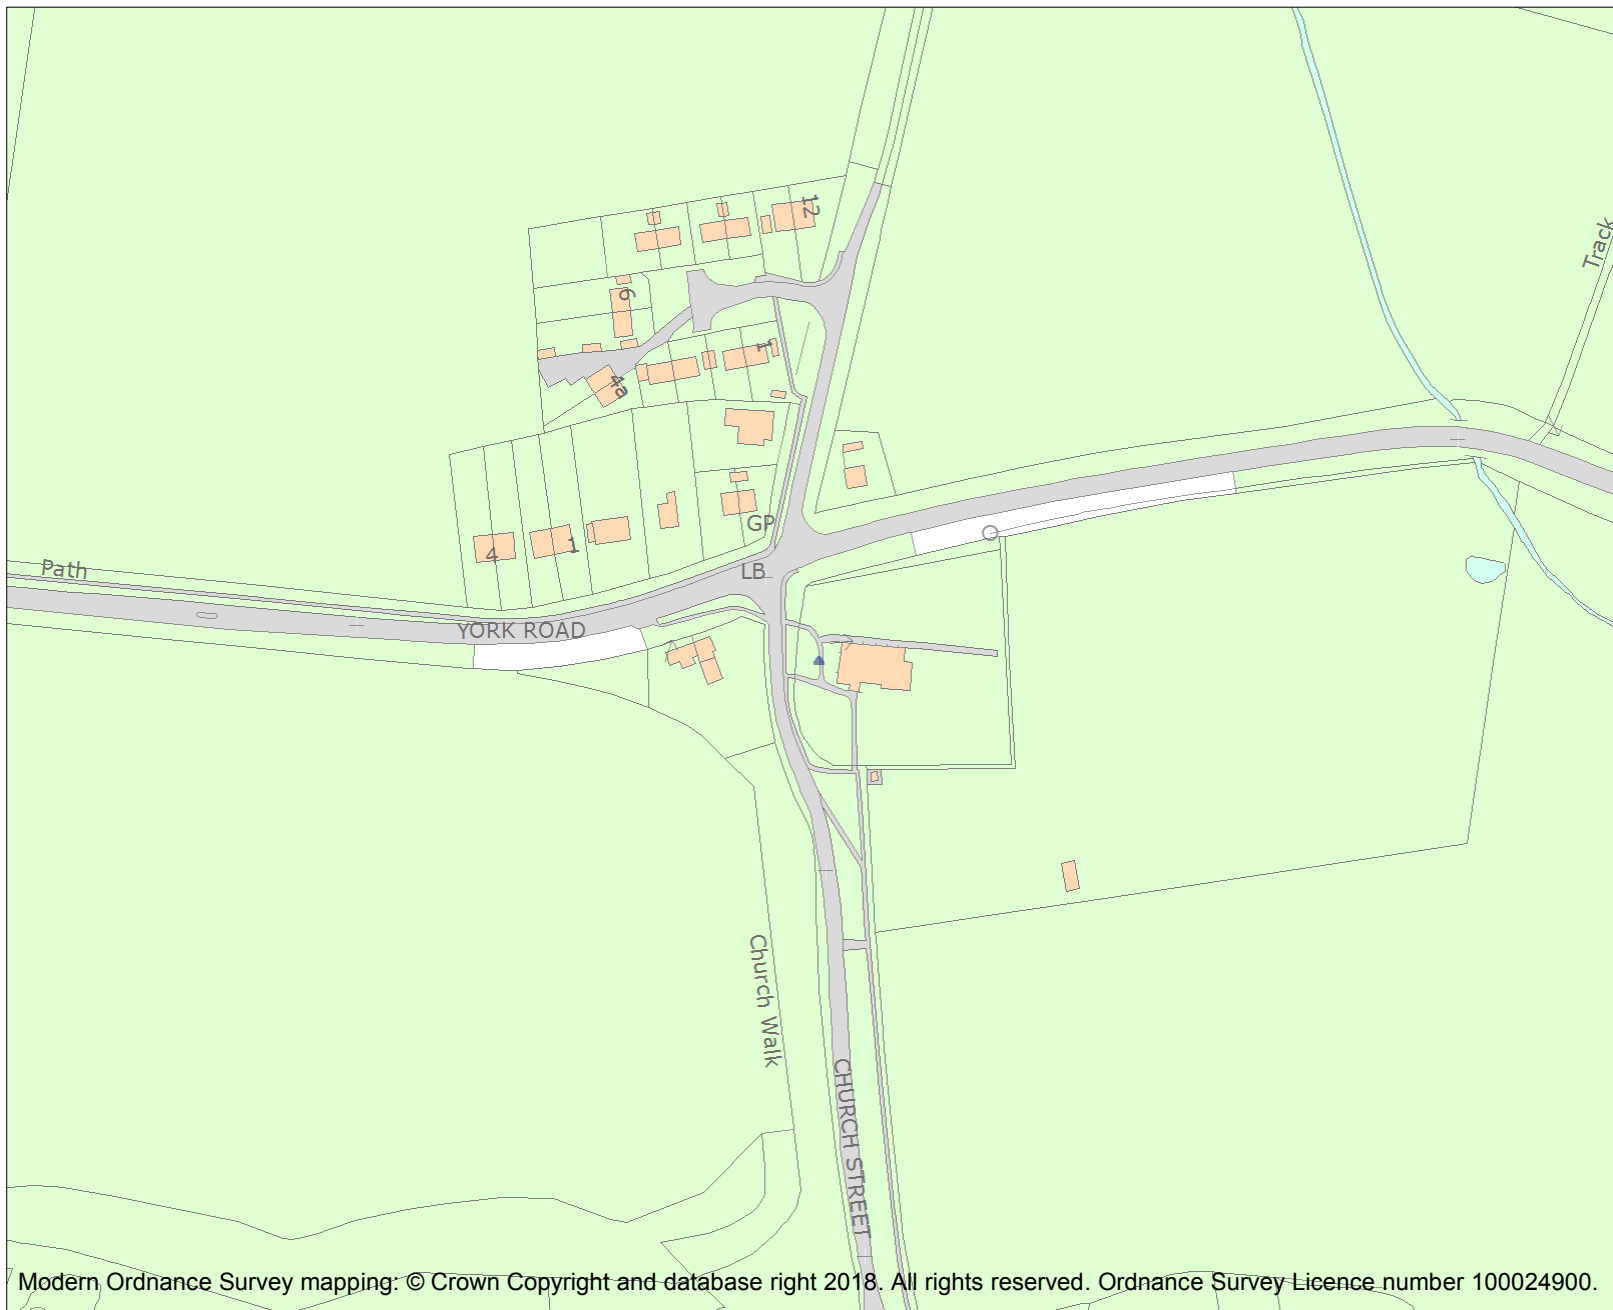 12
Track
6
1
4a
GP
4
1
Path
LB
YORK ROAD
Church Walk
CHURCH STREET
Modern Ordnance Survey mapping: © Crown Copyright and database right 2018. All rights reserved. Ordnance Survey Licence number 100024900.